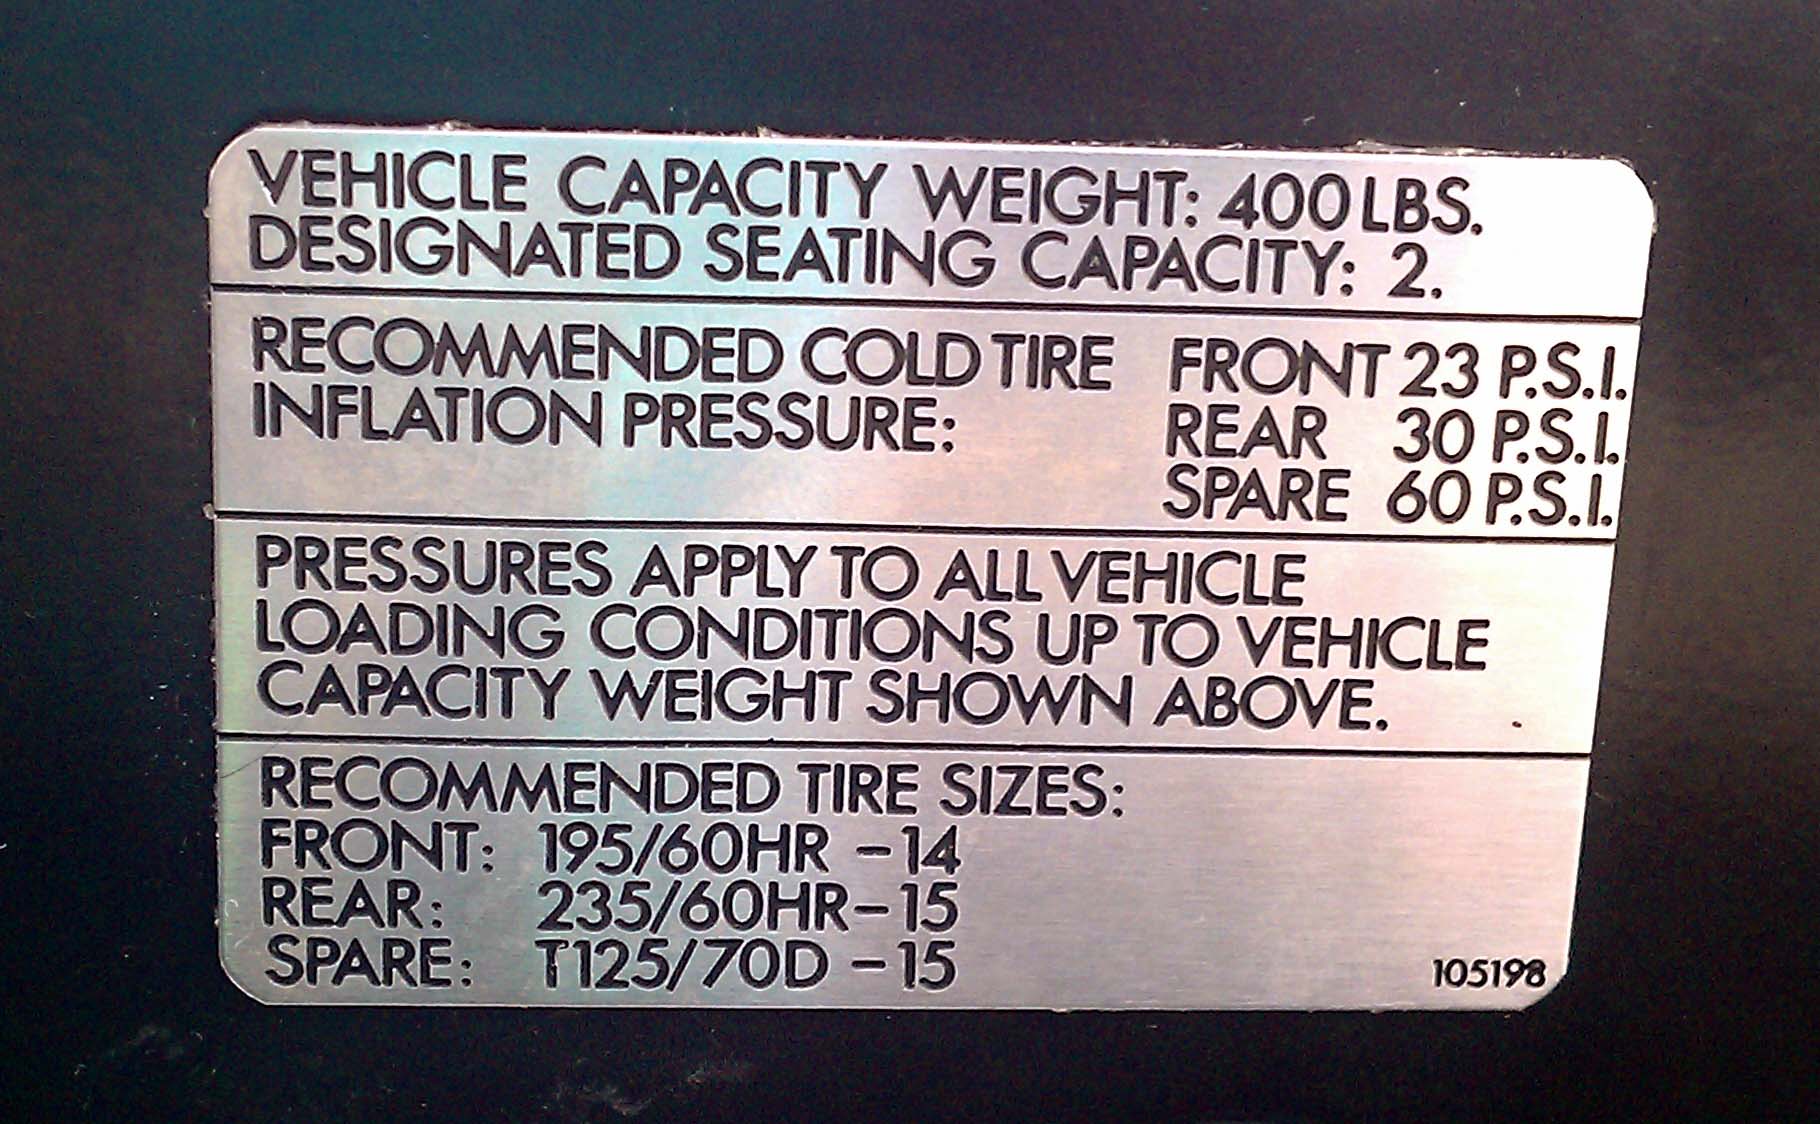 VEHICLE CAPACITY WEIGHT: 400 LBS.
DESIGNATED SEATING CAPACITY: 2.
RECOMMENDED COLD TIRE FRONT 23 P.S.I.
INFLATION PRESSURE: REAR 30 P.S.I.
SPARE 60 P.S.I.
PRESSURES APPLY TO ALL VEHICLE
LOADING CONDITIONS UP TO VEHICLE
CAPACITY WEIGHT SHOWN ABOVE.
RECOMMENDED TIRE SIZES:
FRONT: 195/60HR -14
REAR: 235/60HR-15
SPARE: T125/70D -15
105198